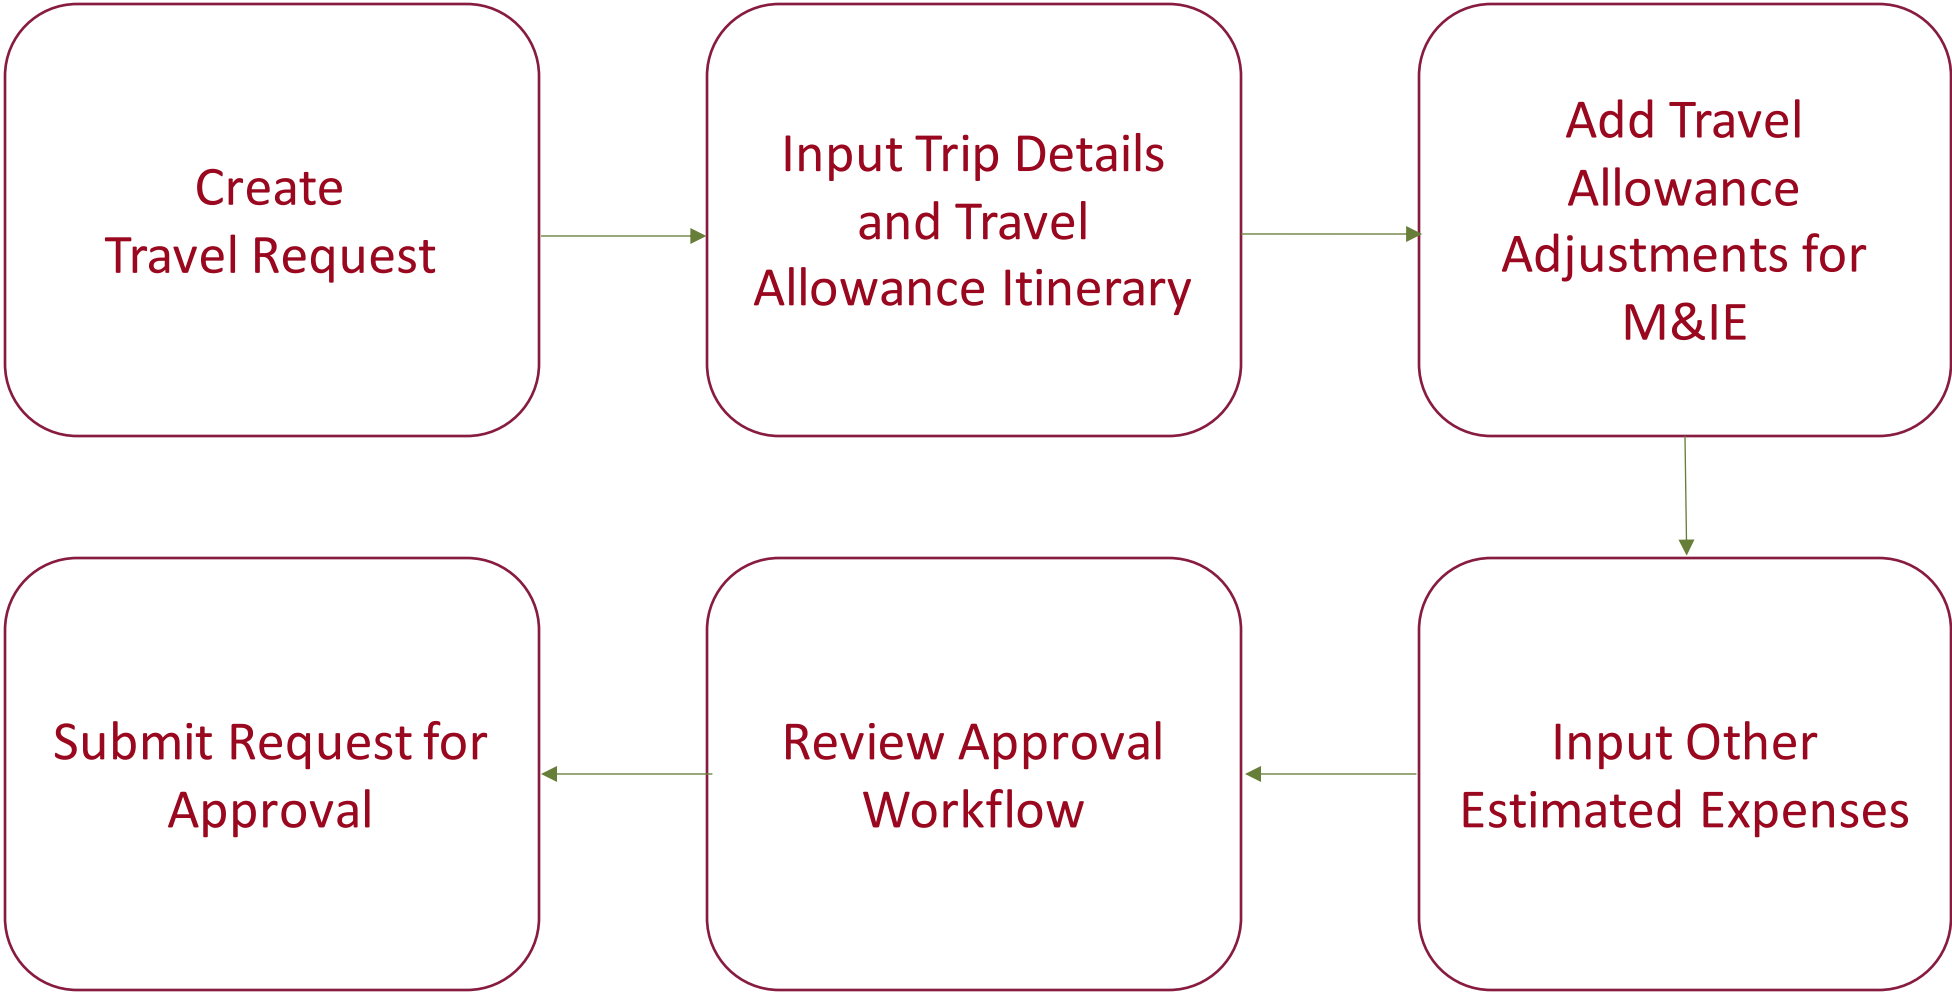 Create
Travel Request
Input Trip Details
and Travel
Allowance Itinerary
Add Travel
Allowance
Adjustments for
M&IE
Input Other
Estimated Expenses
Review Approval
Workflow
Submit Request for
Approval